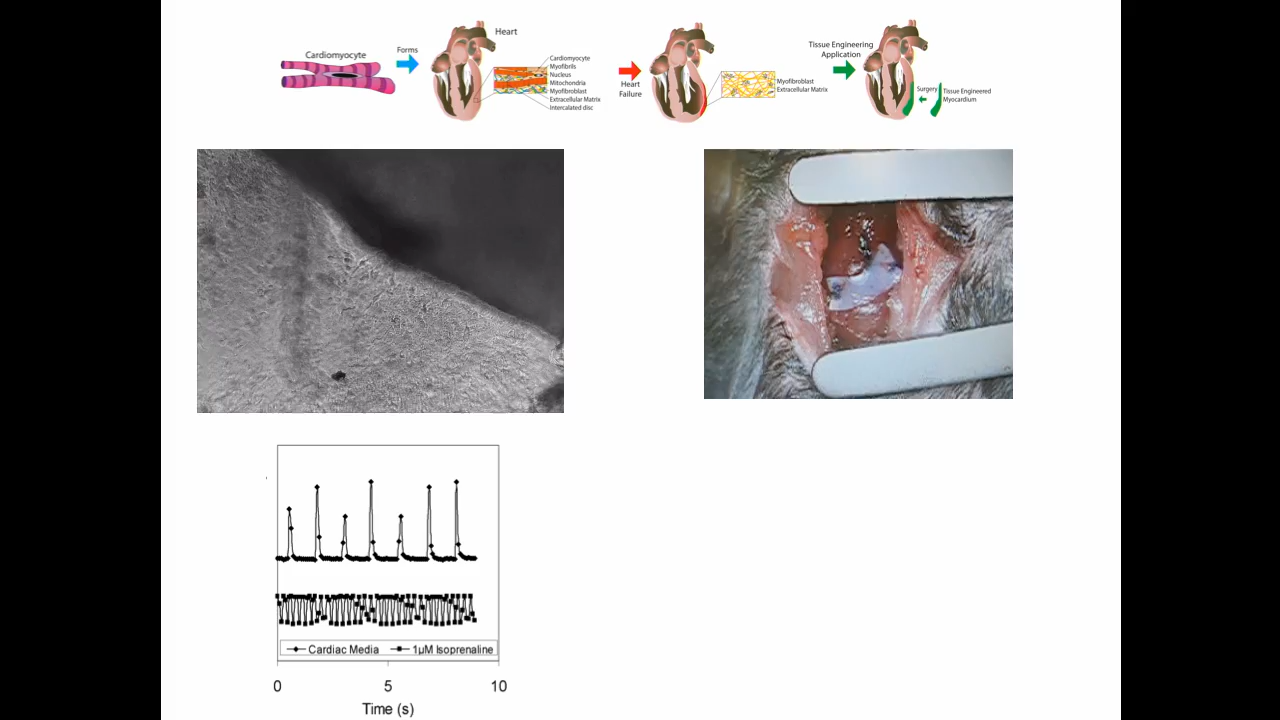 Cardiomyocyte
Forms
Heart
Cardiomyocyte
Myofibrils
Nucleus
Mitochondria
Myofibroblast
Extracellular Matrix
Intercalated disc
Heart
Failure
Myofibroblast
Extracellular Matrix
Tissue Engineering
Application
Surgery
Tissue Engineered
Myocardium
Cardiac Media
1μM Isoprenaline
0 5 10
Time (s)